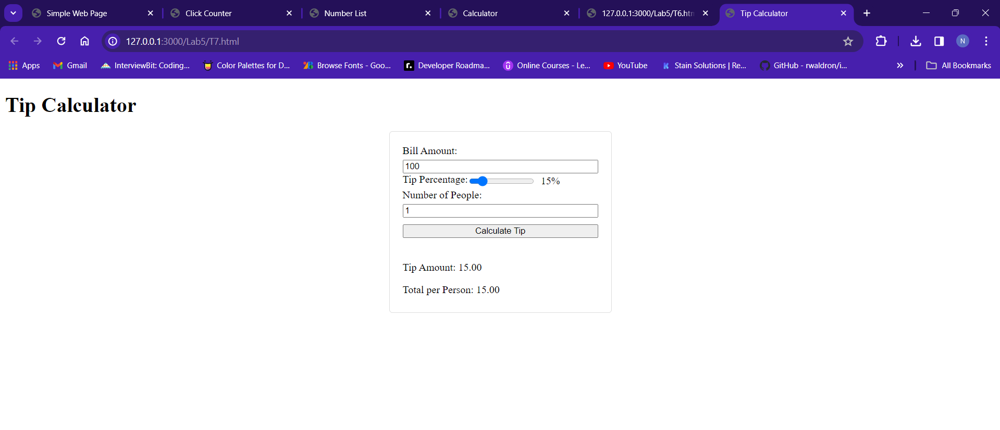 Simple Web Page
Click Counter
Number List
Calculator
127.0.0.1:3000/Lab5/T6.htm
Tip Calculator
127.0.0.1:3000/Lab5/T7.html
N
Apps
Gmail
InterviewBit: Coding...
Color Palettes for D...
Browse Fonts - Goo...
Developer Roadma...
Online Courses - Le...
YouTube
Stain Solutions | Re...
GitHub - rwaldron/i...
All Bookmarks
Tip Calculator
Bill Amount:
100
Tip Percentage: 15%
Number of People:
1
Calculate Tip
Tip Amount: 15.00
Total per Person: 15.00